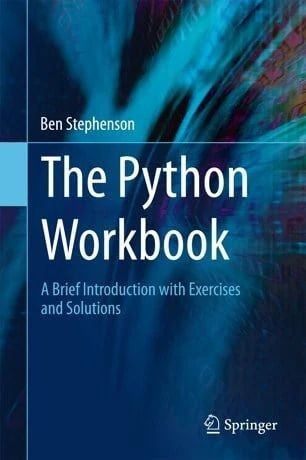 Ben Stephenson
The Python
Workbook
A Brief Introduction with Exercises
and Solutions
Springer